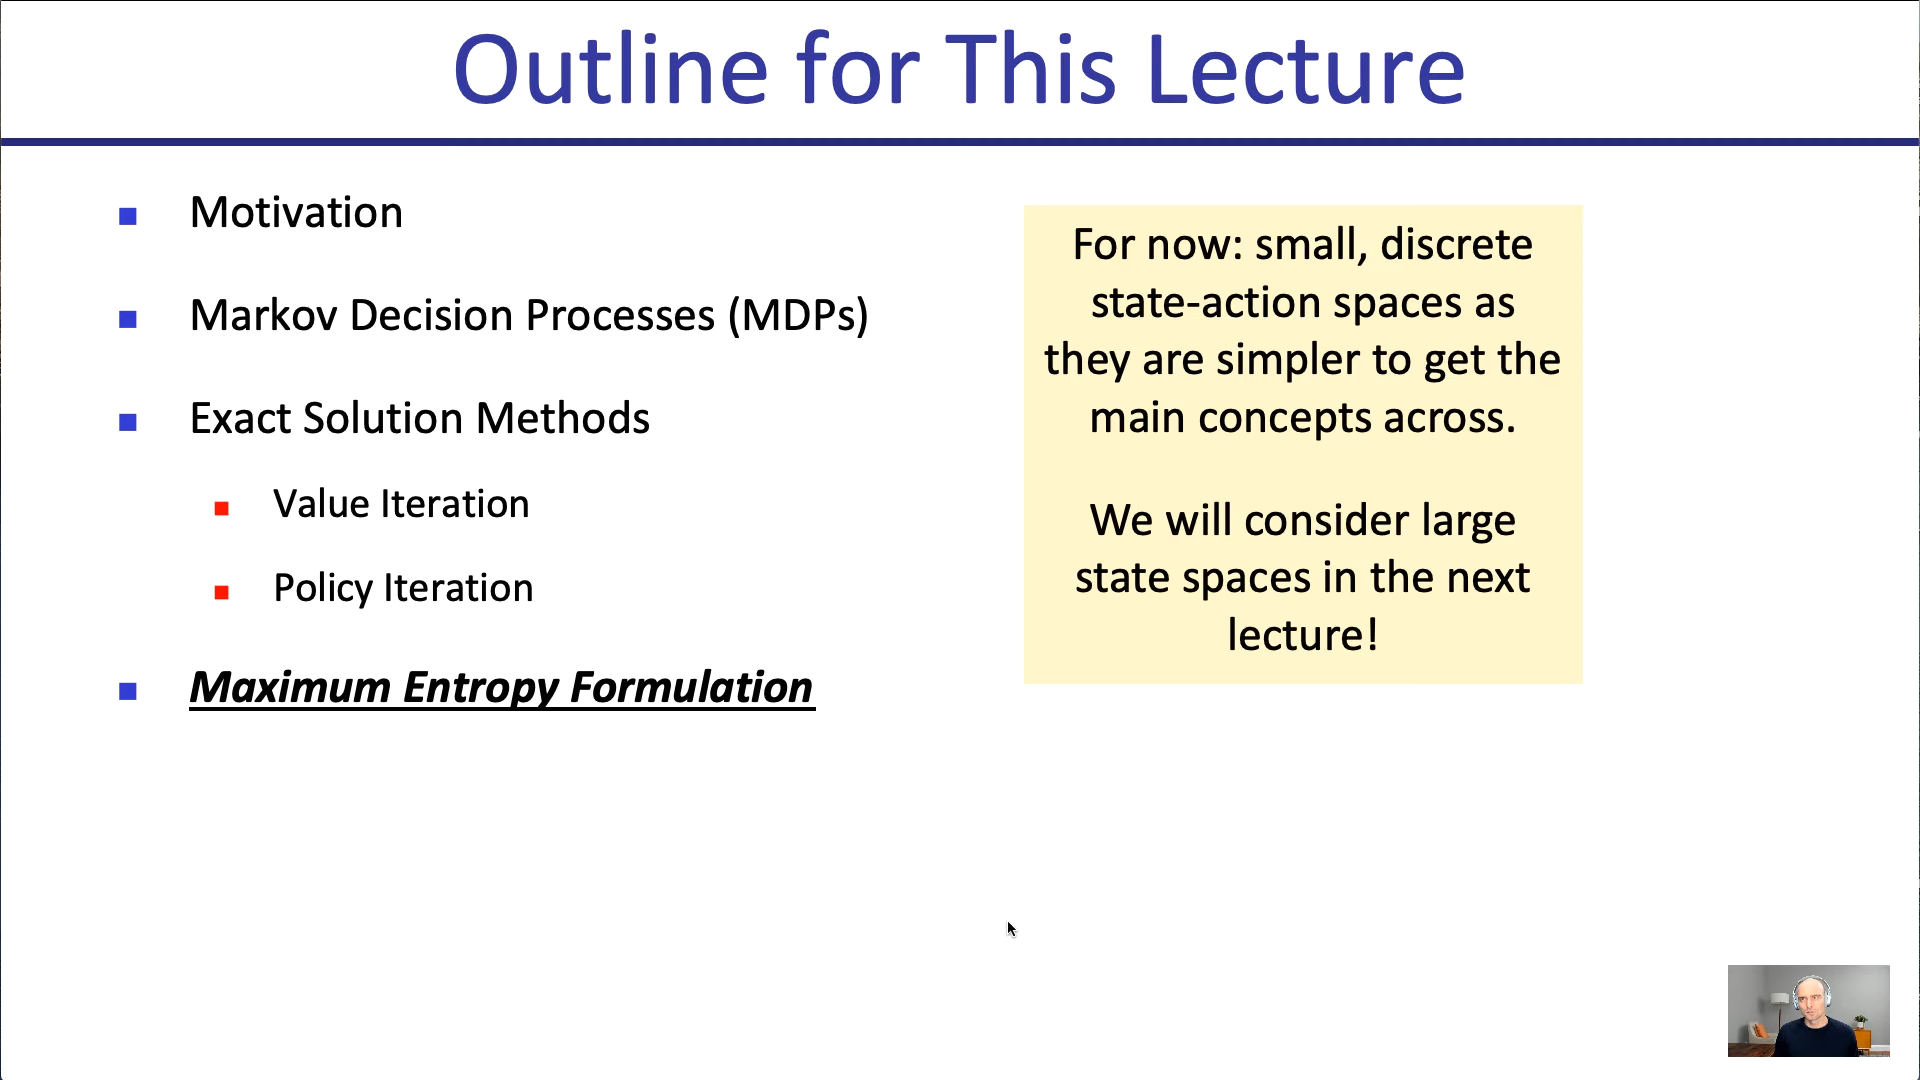 Outline for This Lecture
Motivation
Markov Decision Processes (MDPs)
Exact Solution Methods
Value Iteration
Policy Iteration
Maximum Entropy Formulation
For now: small, discrete
state-action spaces as
they are simpler to get the
main concepts across.
We will consider large
state spaces in the next
lecture!